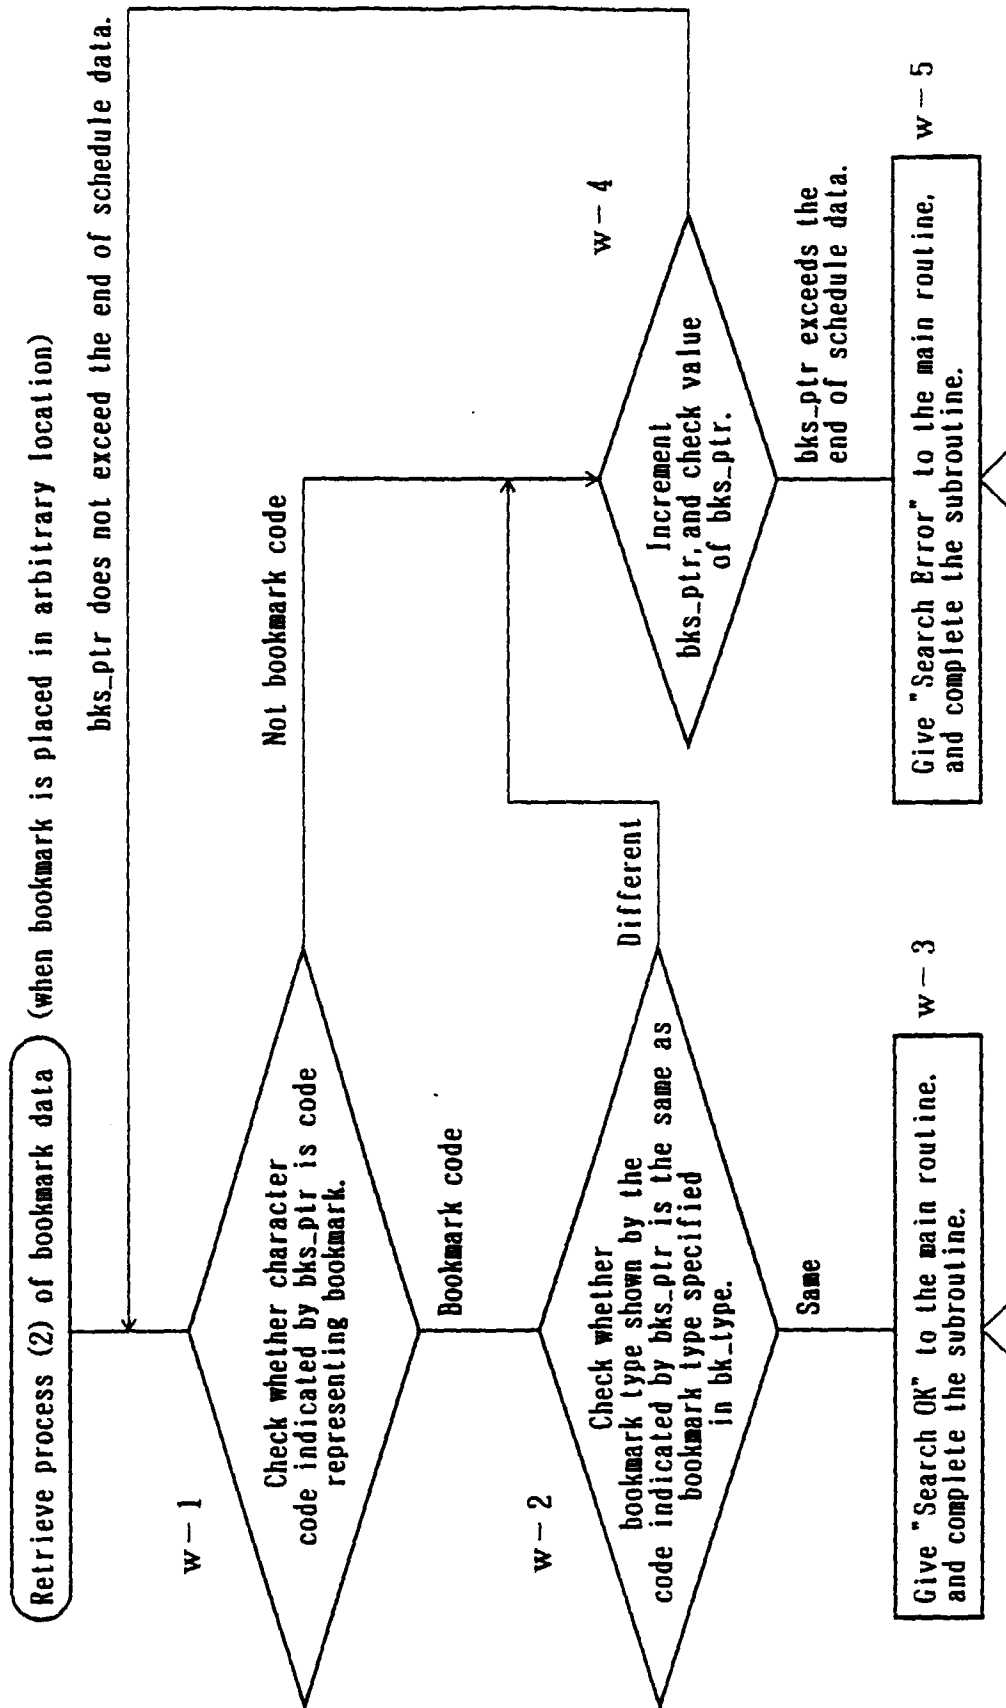 Retrieve process (2) of bookmark data (when bookmark is placed in arbitrary location)
bks_ptr does not exceed the end of schedule data.
w-1
Check whether character
code indicated by bks_ptr is code
representing bookmark.
Not bookmark code
Bookmark code
w-2
Check whether
bookmark type shown by the
code indicated by bks_ptr is the same as
bookmark type specified
in bk_type.
Different
Same
w-4
Increment
bks_ptr, and check value
of bks_ptr.
bks_ptr exceeds the
end of schedule data.
Give "Search OK" to the main routine.
and complete the subroutine.
w-3
Give "Search Error" to the main routine,
and complete the subroutine.
w-5